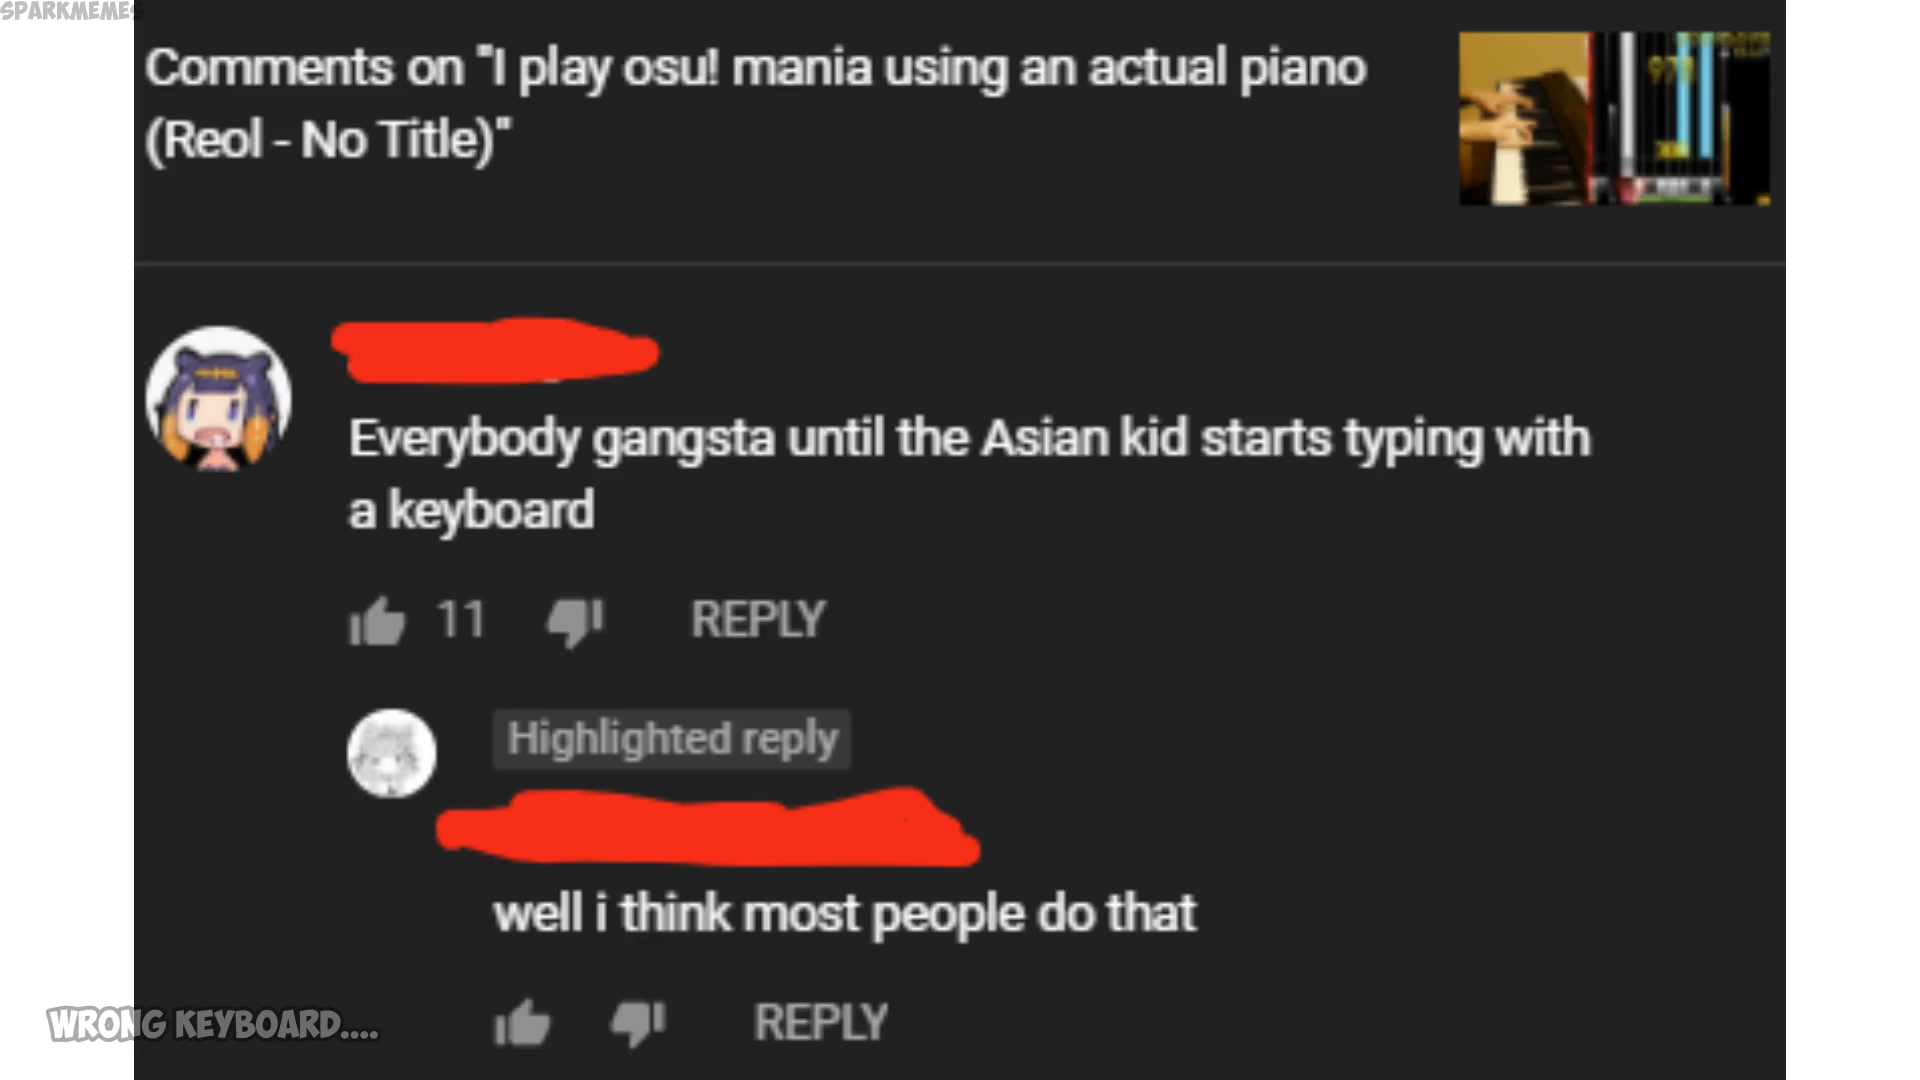 SPARKMEMES
Comments on "I play osu! mania using an actual piano
(Reol - No Title)"
Everybody gangsta until the Asian kid starts typing with
a keyboard
11 REPLY
Highlighted reply
well i think most people do that
REPLY
WRONG KEYBOARD....